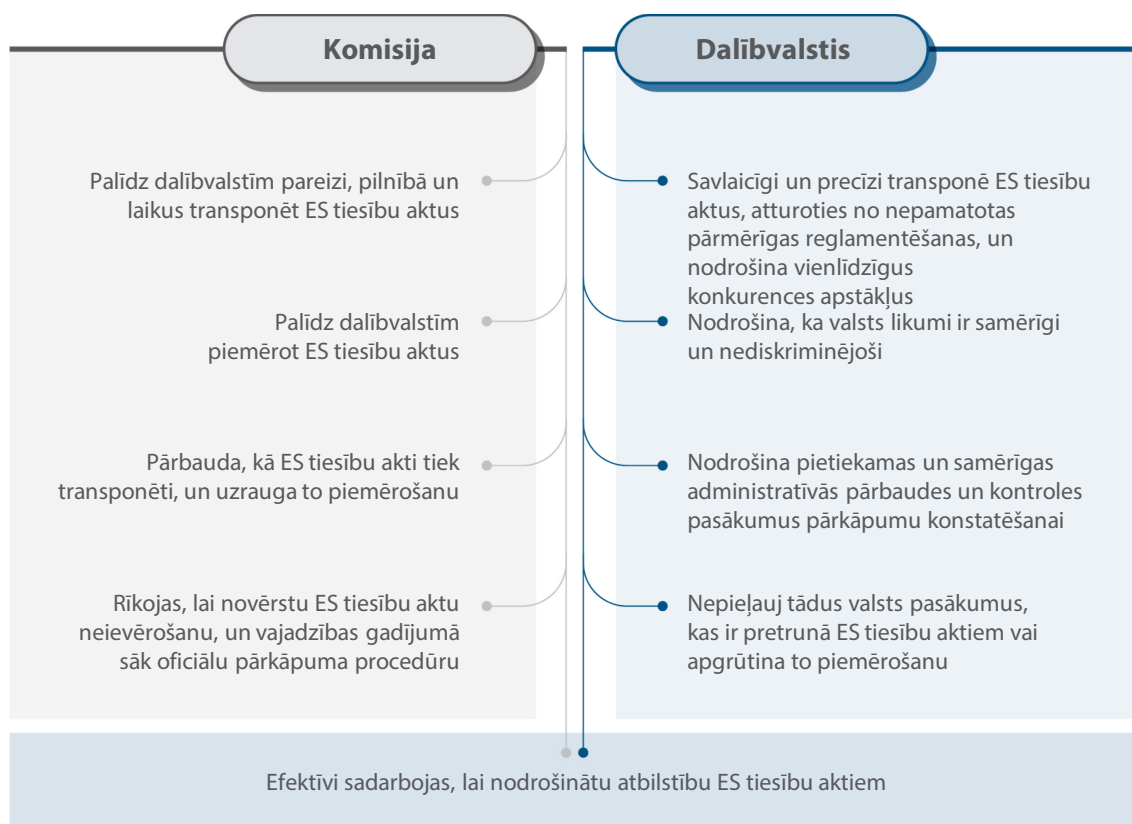 Komisija
Palīdz dalībvalstīm pareizi, pilnībā un
laikus transponēt ES tiesību aktus
Palīdz dalībvalstīm
piemērot ES tiesību aktus
Pārbauda, kā ES tiesību akti tiek
transponēti, un uzrauga to piemērošanu
Rīkojas, lai novērstu ES tiesību aktu
neievērošanu, un vajadzības gadījumā
sāk oficiālu pārkāpuma procedūru
Dalībvalstis
Savlaicīgi un precīzi transponē ES tiesību
aktus, atturoties no nepamatotas
pārmērīgas reglamentēšanas, un
nodrošina vienlīdzīgus
konkurences apstākļus
Nodrošina, ka valsts likumi ir samērīgi
un nediskriminējoši
Nodrošina pietiekamas un samērīgas
administratīvās pārbaudes un kontroles
pasākumus pārkāpumu konstatēšanai
Nepieļauj tādus valsts pasākumus,
kas ir pretrunā ES tiesību aktiem vai
apgrūtina to piemērošanu
Efektīvi sadarbojas, lai nodrošinātu atbilstību ES tiesību aktiem